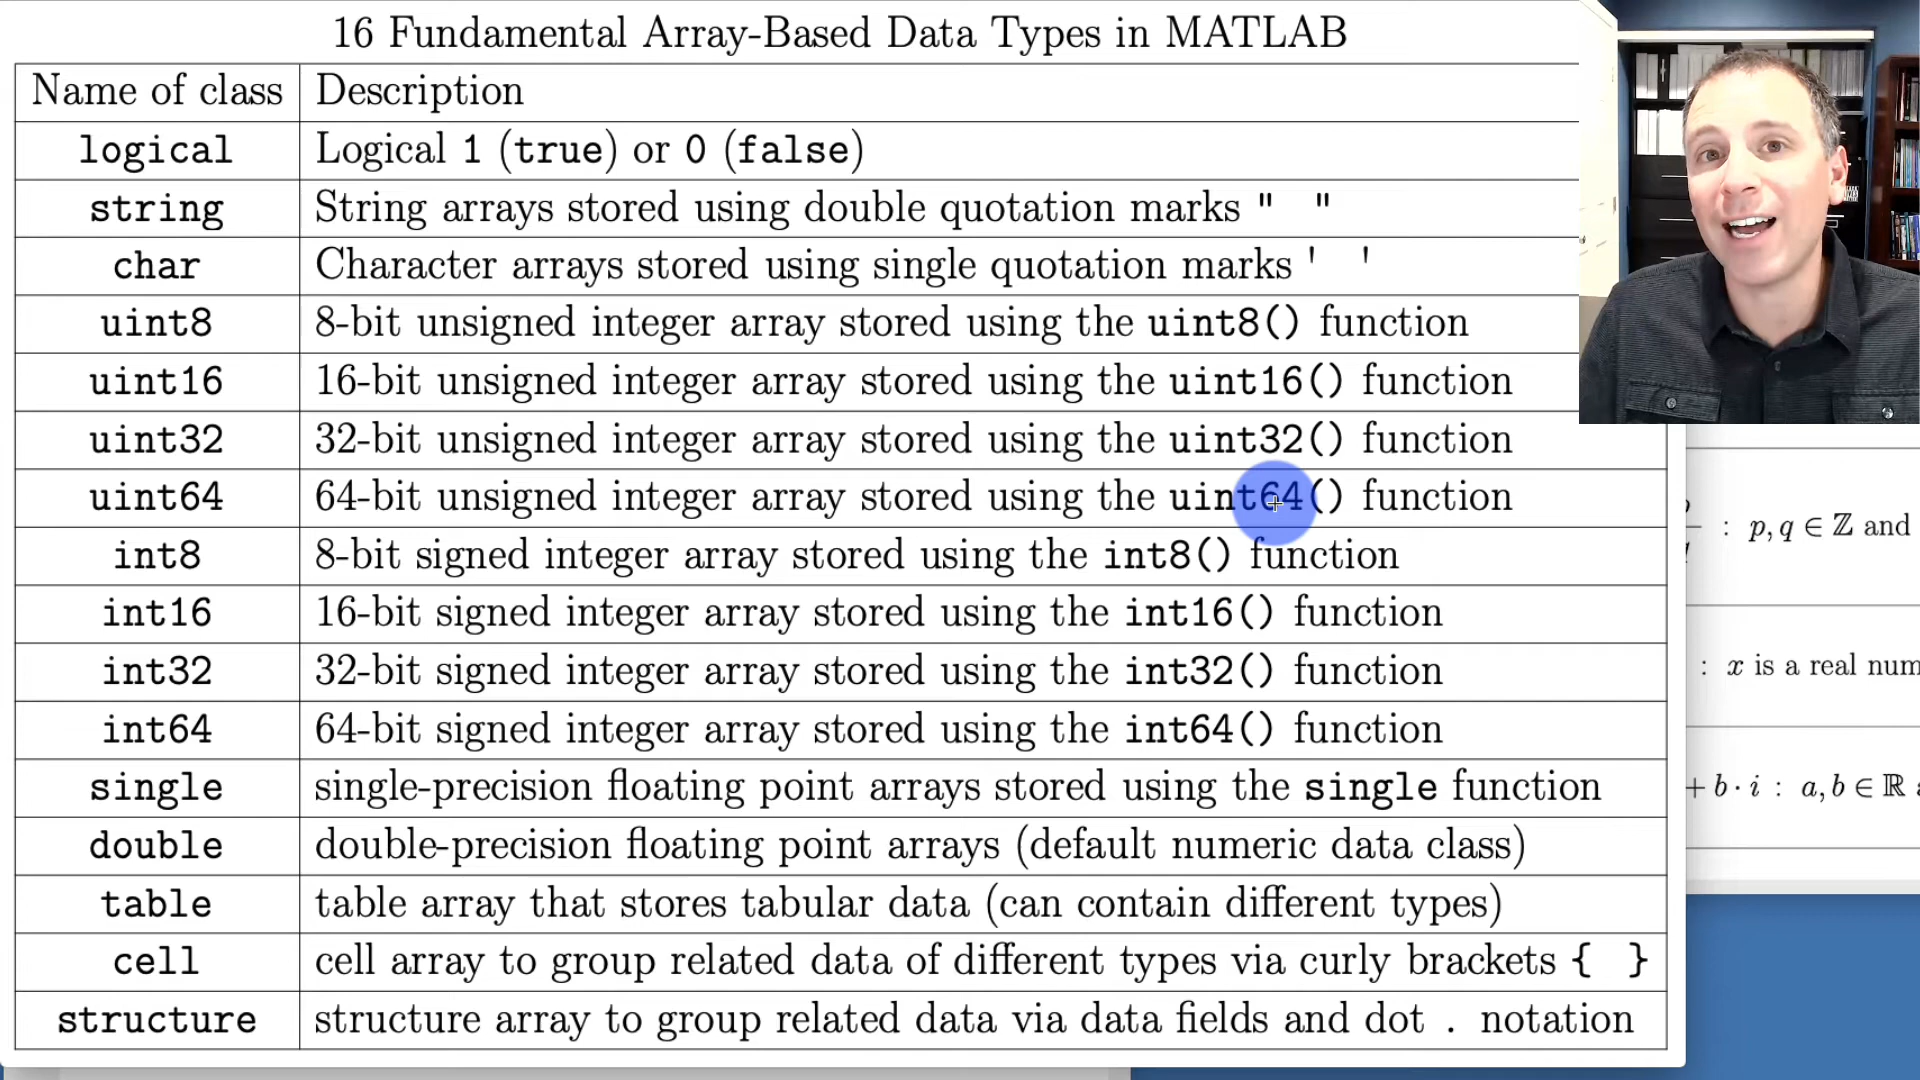 16 Fundamental Array-Based Data Types in MATLAB
Name of class Description
logical Logical 1 (true) or 0 (false)
string String arrays stored using double quotation marks " "
char Character arrays stored using single quotation marks ' '
uint8 8-bit unsigned integer array stored using the uint8() function
uint16 16-bit unsigned integer array stored using the uint16() function
uint32 32-bit unsigned integer array stored using the uint32() function
uint64 64-bit unsigned integer array stored using the uint64() function
int8 8-bit signed integer array stored using the int8() function
int16 16-bit signed integer array stored using the int16() function
int32 32-bit signed integer array stored using the int32() function
int64 64-bit signed integer array stored using the int64() function
single single-precision floating point arrays stored using the single function
double double-precision floating point arrays (default numeric data class)
table table array that stores tabular data (can contain different types)
cell cell array to group related data of different types via curly brackets { }
structure structure array to group related data via data fields and dot . notation
: p, q ∈ ℤ and
: x is a real num
+ b · i : a, b ∈ ℝ